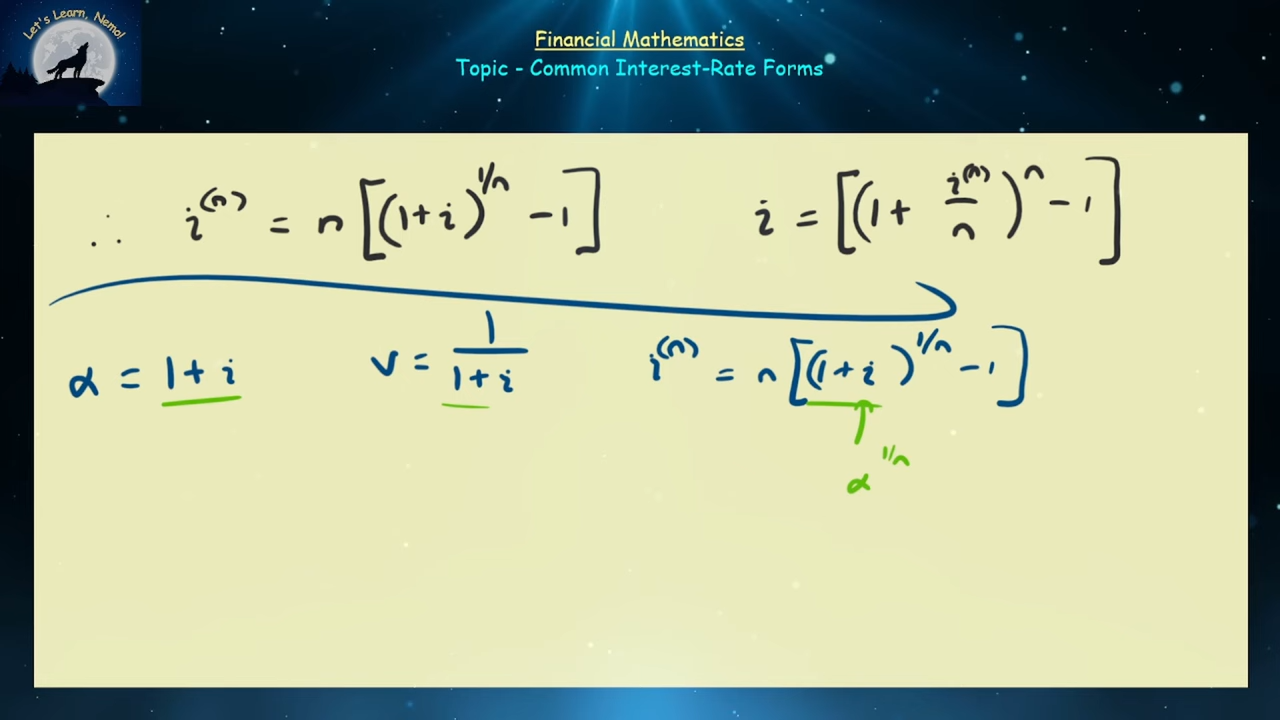 Let's Learn, Nemo!
Financial Mathematics
Topic - Common Interest-Rate Forms
∴ i^(n) = n[(1+i)^1/n - 1]    i = [(1 + i^(n)/n)^n - 1]
α = 1+i    v = 1/(1+i)    i^(n) = n[(1+i)^1/n - 1]
↑
α^1/n